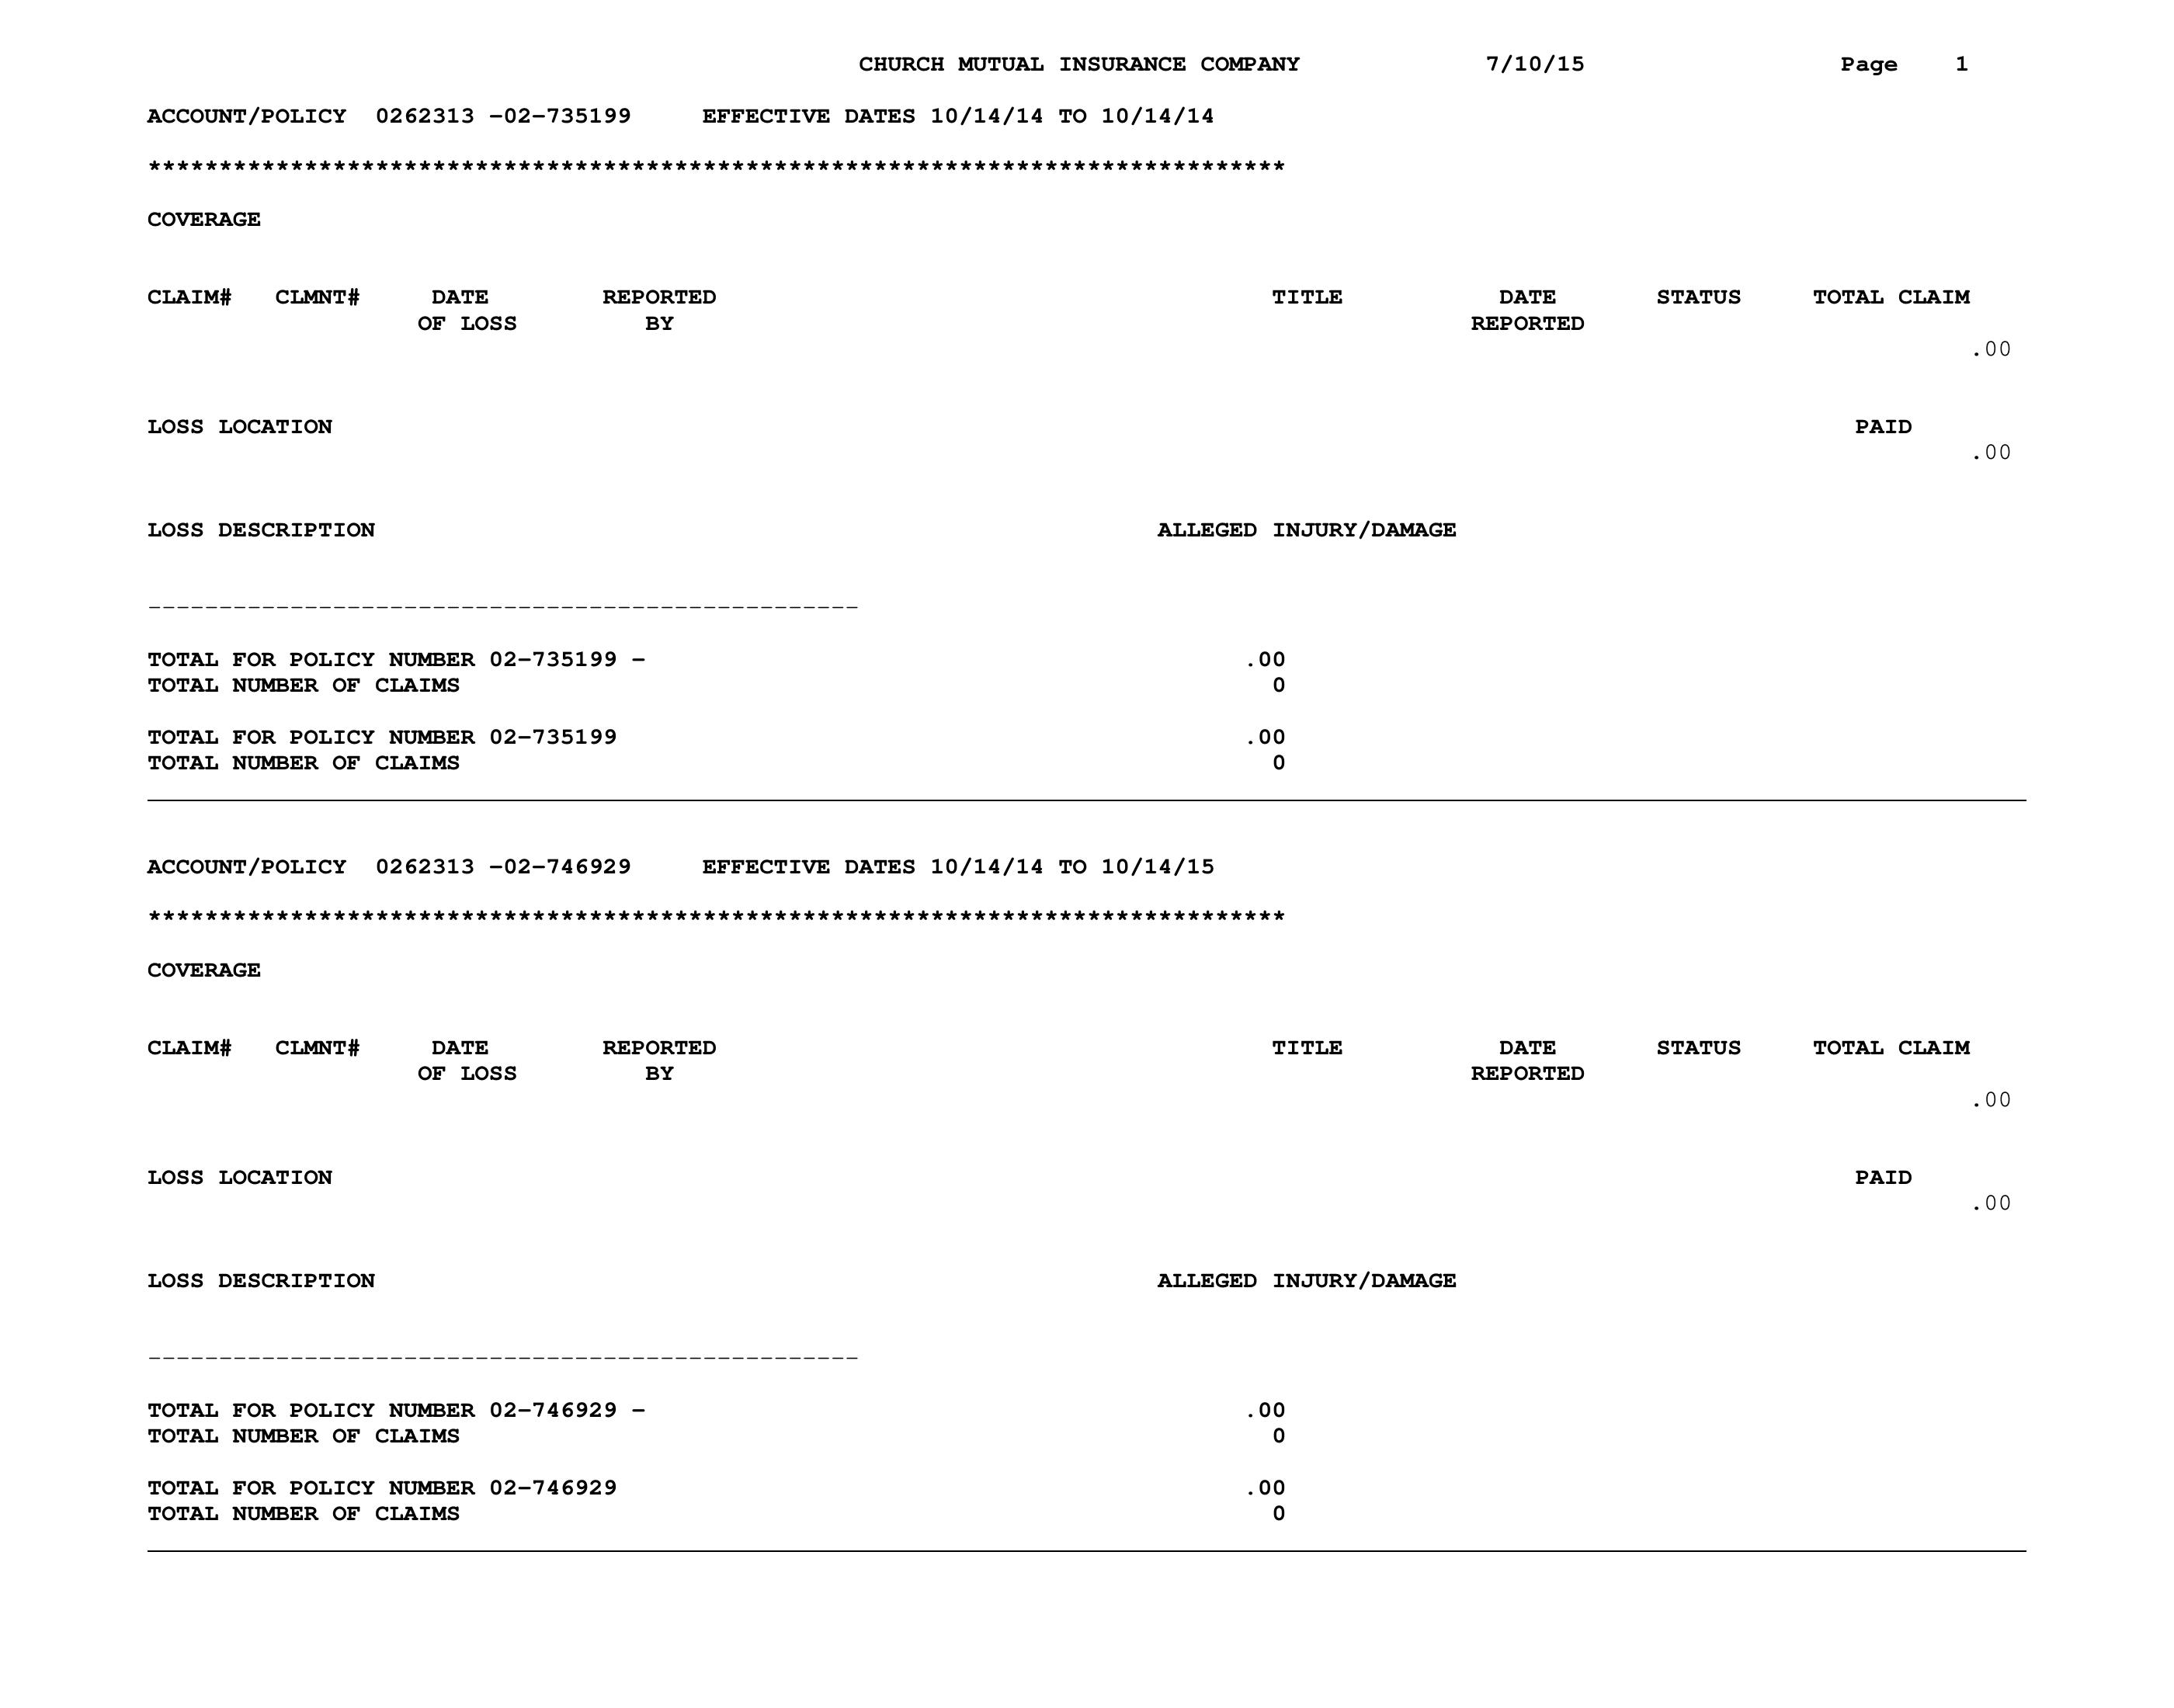 CHURCH MUTUAL INSURANCE COMPANY 7/10/15 Page 1
ACCOUNT/POLICY 0262313 -02-735199 EFFECTIVE DATES 10/14/14 TO 10/14/14
********************************************************************************
COVERAGE
CLAIM# CLMNT# DATE REPORTED TITLE DATE STATUS TOTAL CLAIM
OF LOSS BY REPORTED
.00
LOSS LOCATION PAID
.00
LOSS DESCRIPTION ALLEGED INJURY/DAMAGE
__________________________________________________
TOTAL FOR POLICY NUMBER 02-735199 - .00
TOTAL NUMBER OF CLAIMS 0
TOTAL FOR POLICY NUMBER 02-735199 .00
TOTAL NUMBER OF CLAIMS 0
ACCOUNT/POLICY 0262313 -02-746929 EFFECTIVE DATES 10/14/14 TO 10/14/15
********************************************************************************
COVERAGE
CLAIM# CLMNT# DATE REPORTED TITLE DATE STATUS TOTAL CLAIM
OF LOSS BY REPORTED
.00
LOSS LOCATION PAID
.00
LOSS DESCRIPTION ALLEGED INJURY/DAMAGE
__________________________________________________
TOTAL FOR POLICY NUMBER 02-746929 - .00
TOTAL NUMBER OF CLAIMS 0
TOTAL FOR POLICY NUMBER 02-746929 .00
TOTAL NUMBER OF CLAIMS 0